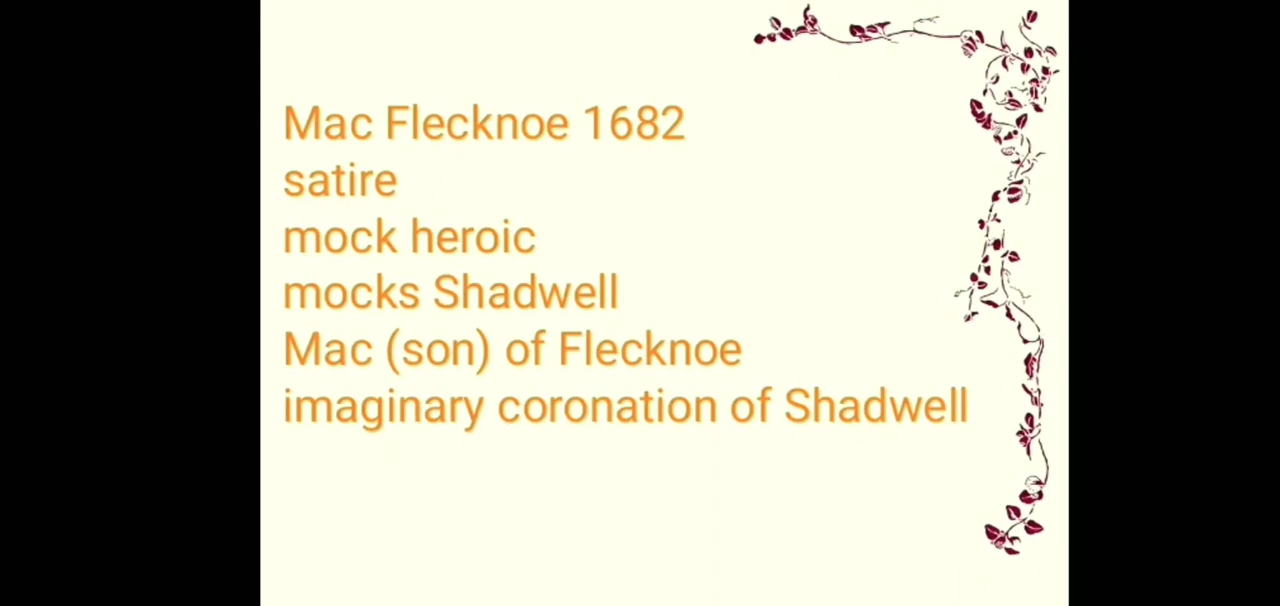 Mac Flecknoe 1682
satire
mock heroic
mocks Shadwell
Mac (son) of Flecknoe
imaginary coronation of Shadwell